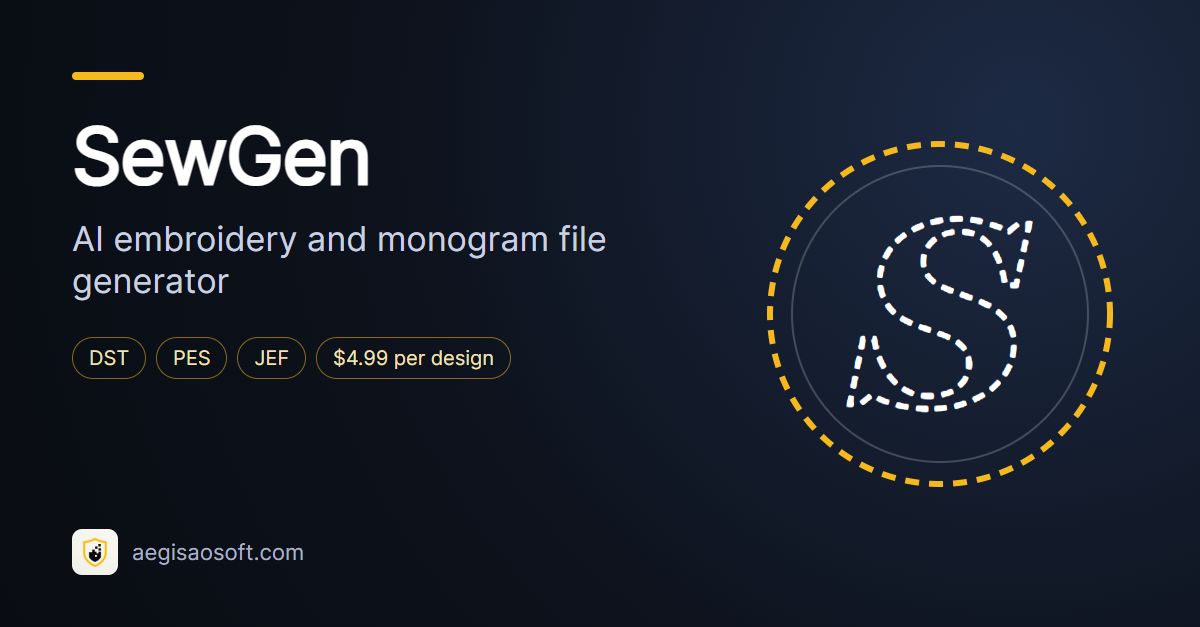 SewGen
AI embroidery and monogram file
generator
DST PES JEF $4.99 per design
S
aegisaosoft.com